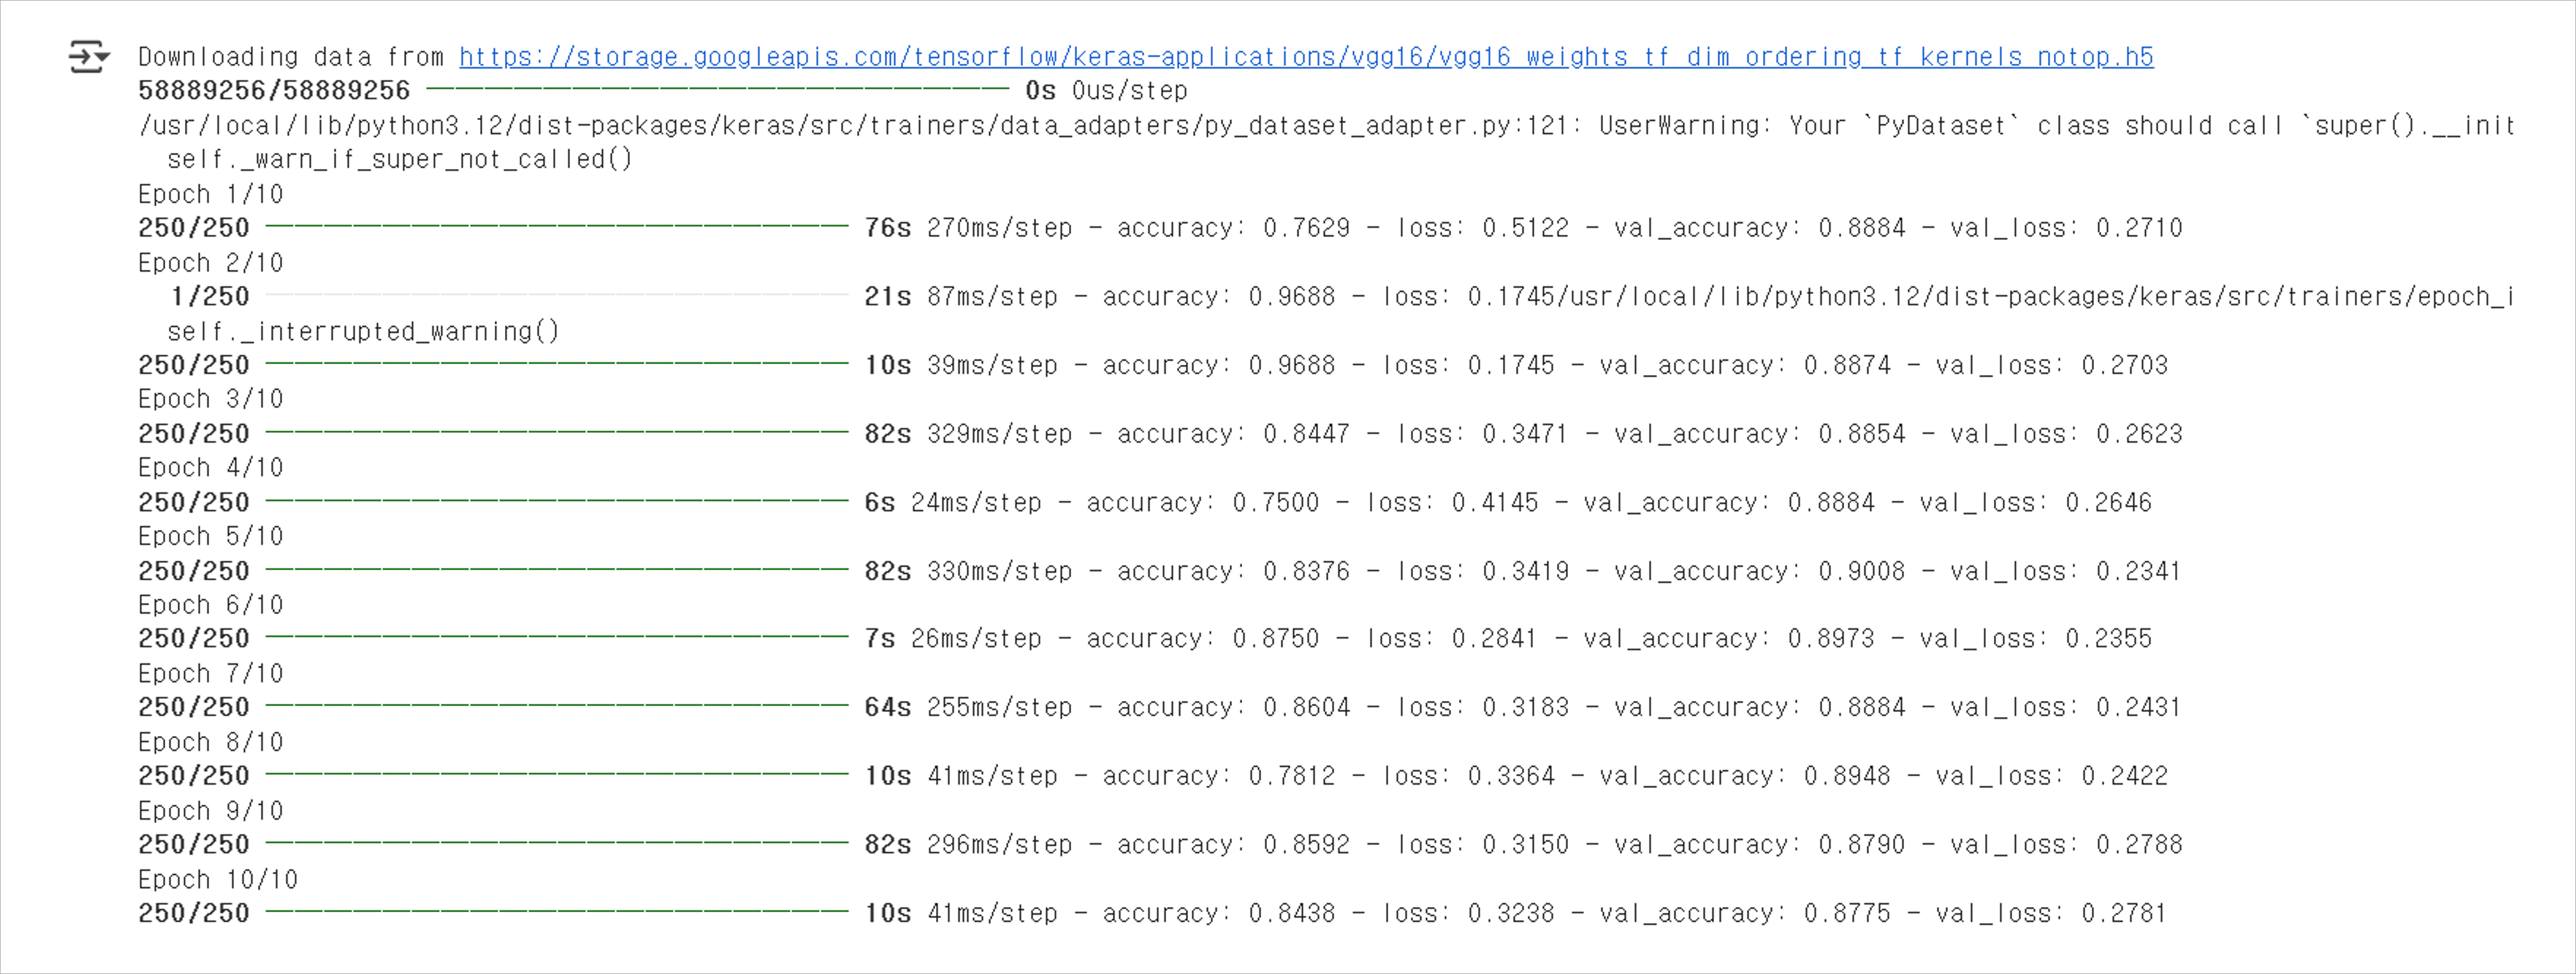 Downloading data from https://storage.googleapis.com/tensorflow/keras-applications/vgg16/vgg16_weights_tf_dim_ordering_tf_kernels_notop.h5
58889256/58889256 ━━━━━━━━━━━━━━━━━━━━ 0s 0us/step
/usr/local/lib/python3.12/dist-packages/keras/src/trainers/data_adapters/py_dataset_adapter.py:121: UserWarning: Your `PyDataset` class should call `super().__init
self._warn_if_super_not_called()
Epoch 1/10
250/250 ━━━━━━━━━━━━━━━━━━━━ 76s 270ms/step - accuracy: 0.7629 - loss: 0.5122 - val_accuracy: 0.8884 - val_loss: 0.2710
Epoch 2/10
1/250 ━━━━━━━━━━━━━━━━━━━━ 21s 87ms/step - accuracy: 0.9688 - loss: 0.1745/usr/local/lib/python3.12/dist-packages/keras/src/trainers/epoch_i
self._interrupted_warning()
250/250 ━━━━━━━━━━━━━━━━━━━━ 10s 39ms/step - accuracy: 0.9688 - loss: 0.1745 - val_accuracy: 0.8874 - val_loss: 0.2703
Epoch 3/10
250/250 ━━━━━━━━━━━━━━━━━━━━ 82s 329ms/step - accuracy: 0.8447 - loss: 0.3471 - val_accuracy: 0.8854 - val_loss: 0.2623
Epoch 4/10
250/250 ━━━━━━━━━━━━━━━━━━━━ 6s 24ms/step - accuracy: 0.7500 - loss: 0.4145 - val_accuracy: 0.8884 - val_loss: 0.2646
Epoch 5/10
250/250 ━━━━━━━━━━━━━━━━━━━━ 82s 330ms/step - accuracy: 0.8376 - loss: 0.3419 - val_accuracy: 0.9008 - val_loss: 0.2341
Epoch 6/10
250/250 ━━━━━━━━━━━━━━━━━━━━ 7s 26ms/step - accuracy: 0.8750 - loss: 0.2841 - val_accuracy: 0.8973 - val_loss: 0.2355
Epoch 7/10
250/250 ━━━━━━━━━━━━━━━━━━━━ 64s 255ms/step - accuracy: 0.8604 - loss: 0.3183 - val_accuracy: 0.8884 - val_loss: 0.2431
Epoch 8/10
250/250 ━━━━━━━━━━━━━━━━━━━━ 10s 41ms/step - accuracy: 0.7812 - loss: 0.3364 - val_accuracy: 0.8948 - val_loss: 0.2422
Epoch 9/10
250/250 ━━━━━━━━━━━━━━━━━━━━ 82s 296ms/step - accuracy: 0.8592 - loss: 0.3150 - val_accuracy: 0.8790 - val_loss: 0.2788
Epoch 10/10
250/250 ━━━━━━━━━━━━━━━━━━━━ 10s 41ms/step - accuracy: 0.8438 - loss: 0.3238 - val_accuracy: 0.8775 - val_loss: 0.2781